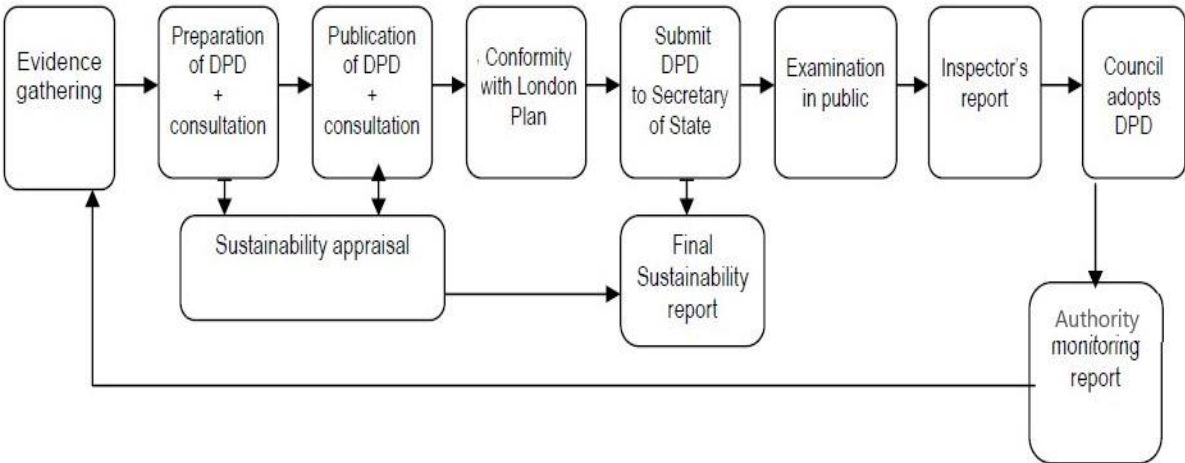 Evidence
gathering
Preparation
of DPD
+
consultation
Publication
of DPD
+
consultation
Conformity
with London
Plan
Submit
DPD
to Secretary
of State
Examination
in public
Inspector's
report
Council
adopts
DPD
Sustainability appraisal
Final
Sustainability
report
Authority
monitoring
report